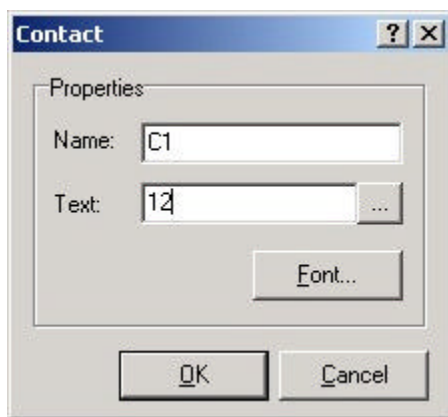 Contact
Properties
Name: C1
Text: 12 ...
Font...
OK Cancel